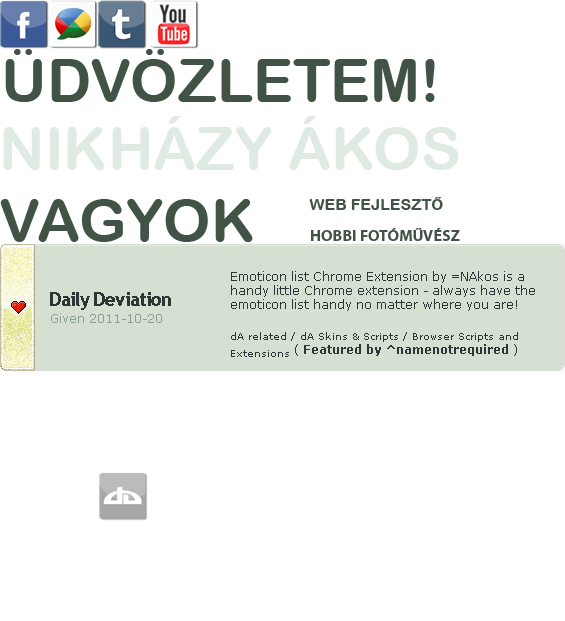 f
t
You
Tube
ÜDVÖZLETEM!
NIKHÁZY ÁKOS
VAGYOK
WEB FEJLESZTŐ
HOBBI FOTÓMŰVÉSZ
Daily Deviation
Given 2011-10-20
Emoticon list Chrome Extension by =NAkos is a
handy little Chrome extension - always have the
emoticon list handy no matter where you are!
dA related / dA Skins & Scripts / Browser Scripts and
Extensions ( Featured by ^namenotrequired )
dA